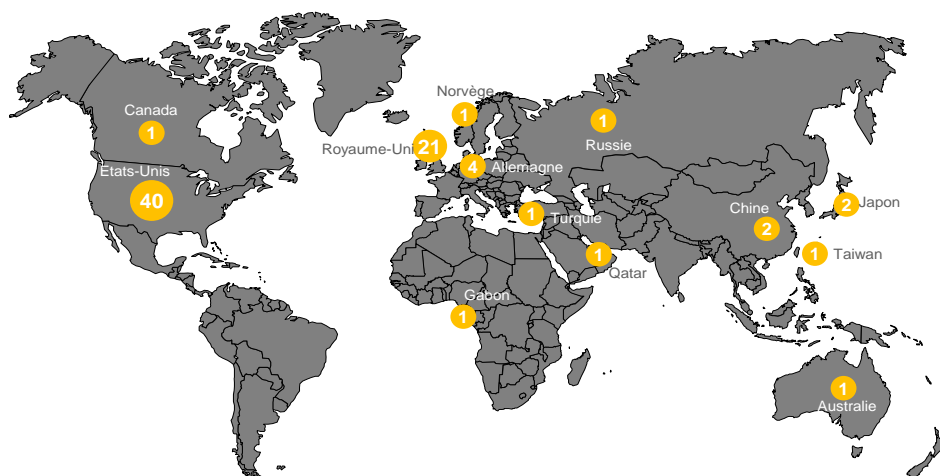 Norvège
1
Canada
1
Russie
1
Royaume-Uni
21
4
Allemagne
Etats-Unis
40
Chine
2
2
Japon
1
Turquie
1
Qatar
1
Taiwan
Gabon
1
1
Australie